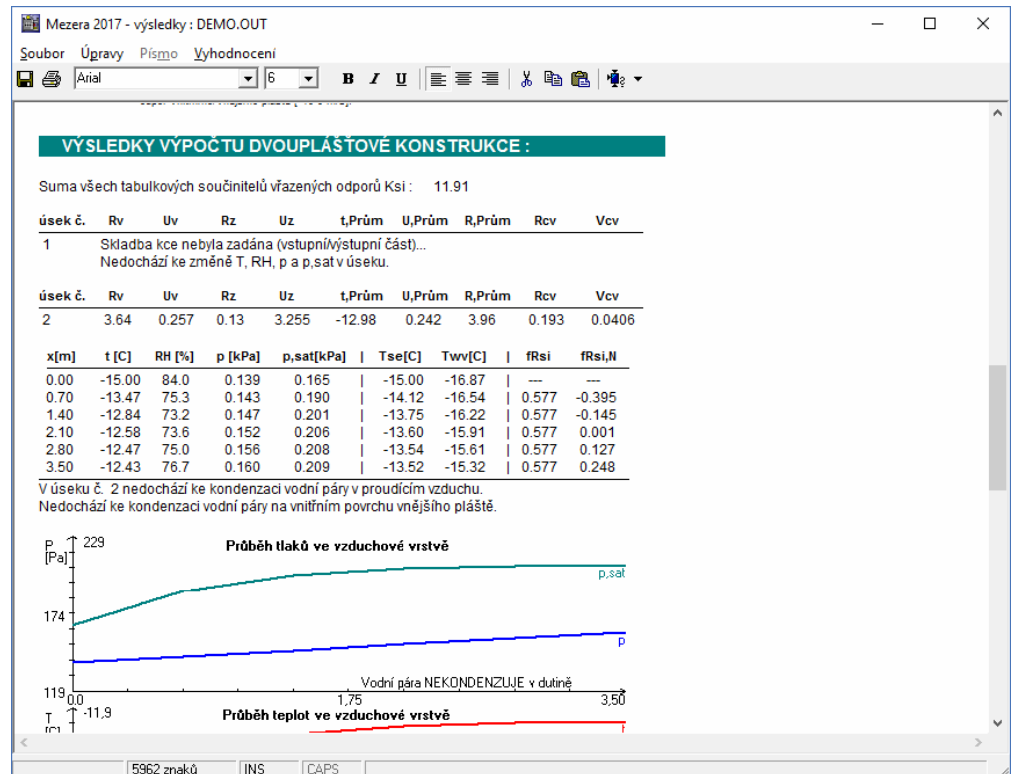 Mezera 2017 - výsledky : DEMO.OUT
Soubor Úpravy Písmo Vyhodnocení
Arial 6 B I U
VÝSLEDKY VÝPOČTU DVOUPLÁŠŤOVÉ KONSTRUKCE :
Suma všech tabulkových součinitelů vřazených odporů Ksi : 11.91
úsek č. Rv Uv Rz Uz t,Prům U,Prům R,Prům Rcv Vcv
1 Skladba kce nebyla zadána (vstupní/výstupní část)...
Nedochází ke změně T, RH, p a p,sat v úseku.
úsek č. Rv Uv Rz Uz t,Prům U,Prům R,Prům Rcv Vcv
2 3.64 0.257 0.13 3.255 -12.98 0.242 3.96 0.193 0.0406
x[m] t [C] RH [%] p [kPa] p,sat[kPa] | Tse[C] Twv[C] | fRsi fRsi,N
0.00 -15.00 84.0 0.139 0.165 | -15.00 -16.87 | --- ---
0.70 -13.47 75.3 0.143 0.190 | -14.12 -16.54 | 0.577 -0.395
1.40 -12.84 73.2 0.147 0.201 | -13.75 -16.22 | 0.577 -0.145
2.10 -12.58 73.6 0.152 0.206 | -13.60 -15.91 | 0.577 0.001
2.80 -12.47 75.0 0.156 0.208 | -13.54 -15.61 | 0.577 0.127
3.50 -12.43 76.7 0.160 0.209 | -13.52 -15.32 | 0.577 0.248
V úseku č. 2 nedochází ke kondenzaci vodní páry v proudícím vzduchu.
Nedochází ke kondenzaci vodní páry na vnitřním povrchu vnějšího pláště.
P 229 Průběh tlaků ve vzduchové vrstvě
[Pa]
p,sat
174
p
Vodní pára NEKONDENZUJE v dutině
119 0.0 1,75 3,50
T -11,9 Průběh teplot ve vzduchové vrstvě
[C] t
5962 znaků INS CAPS